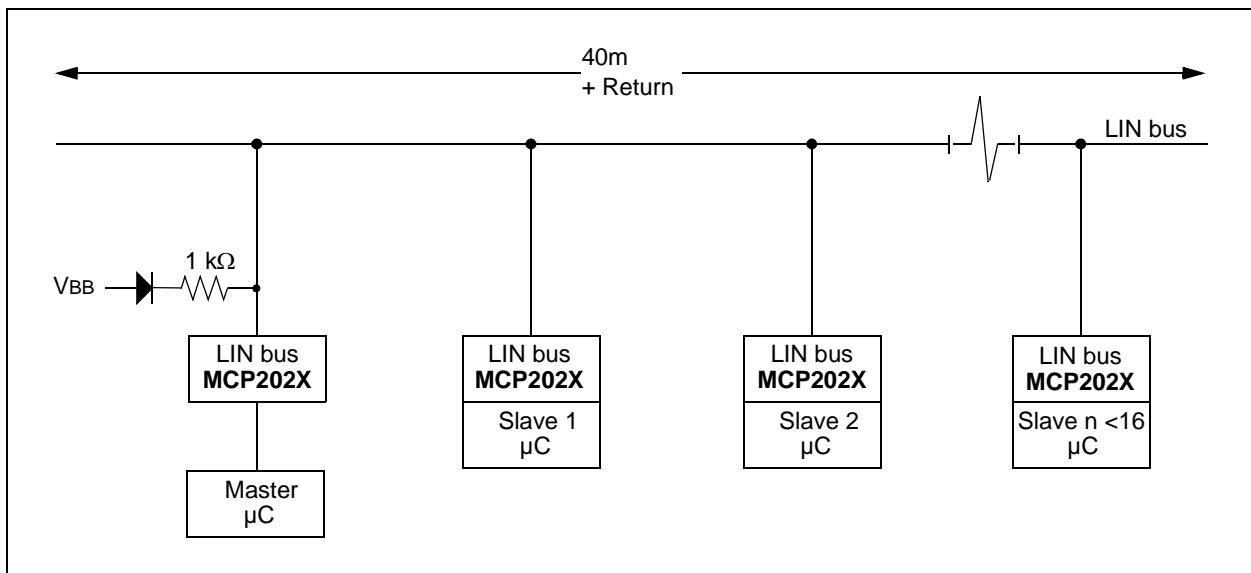 40m
+ Return
LIN bus
1 kΩ
VBB
LIN bus
MCP202X
Master
µC
LIN bus
MCP202X
Slave 1
µC
LIN bus
MCP202X
Slave 2
µC
LIN bus
MCP202X
Slave n <16
µC